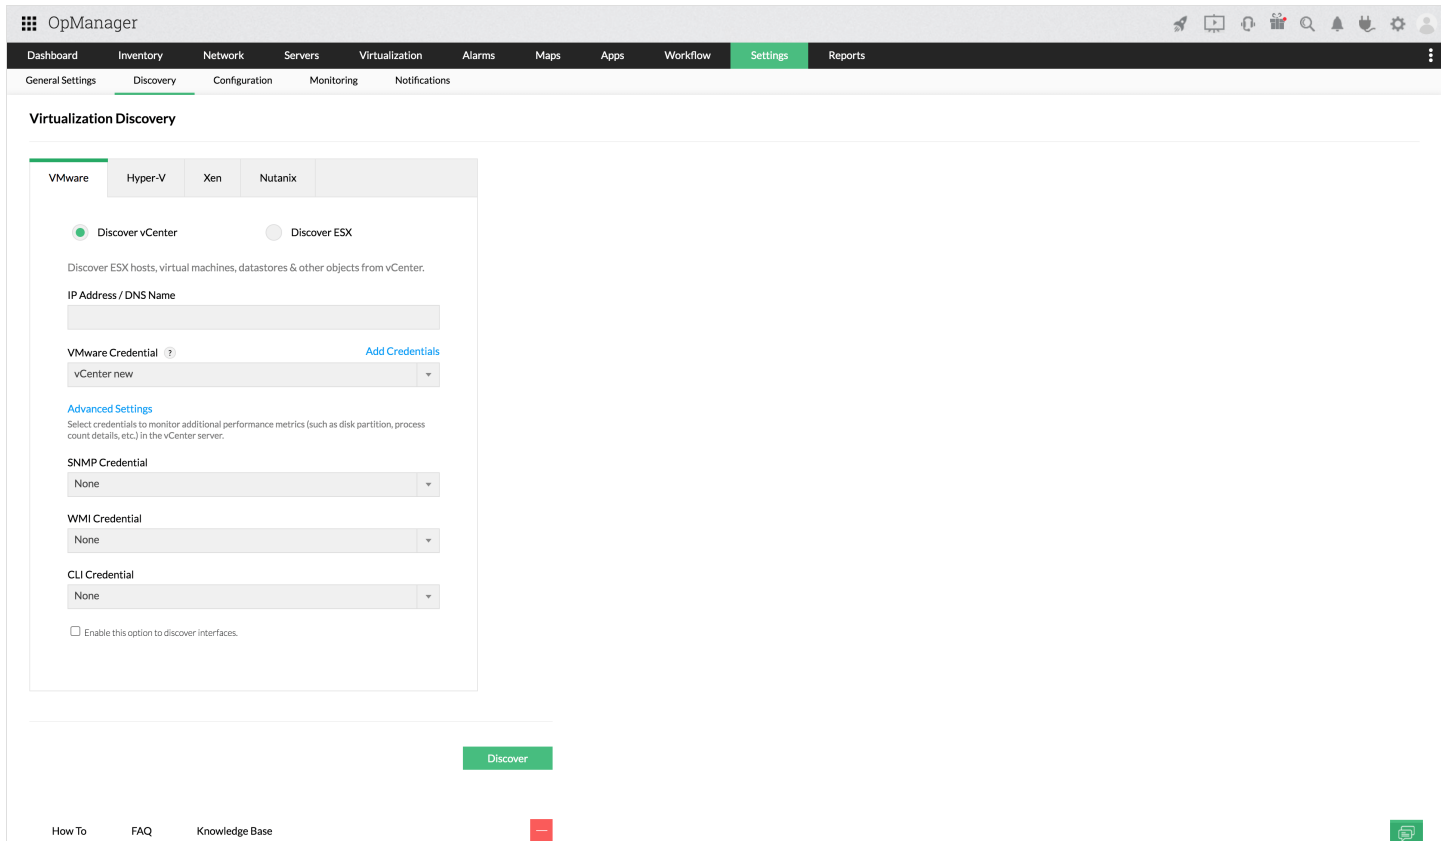 OpManager
Dashboard Inventory Network Servers Virtualization Alarms Maps Apps Workflow Settings Reports
General Settings Discovery Configuration Monitoring Notifications
Virtualization Discovery
VMware Hyper-V Xen Nutanix
Discover vCenter Discover ESX
Discover ESX hosts, virtual machines, datastores & other objects from vCenter.
IP Address / DNS Name
VMware Credential ? Add Credentials
vCenter new
Advanced Settings
Select credentials to monitor additional performance metrics (such as disk partition, process
count details, etc.) in the vCenter server.
SNMP Credential
None
WMI Credential
None
CLI Credential
None
Enable this option to discover interfaces.
Discover
How To FAQ Knowledge Base